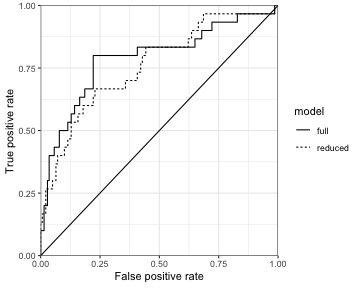 1.00
0.75
0.50
0.25
0.00
True positive rate
0.00 0.25 0.50 0.75 1.00
False positive rate
model
full
reduced